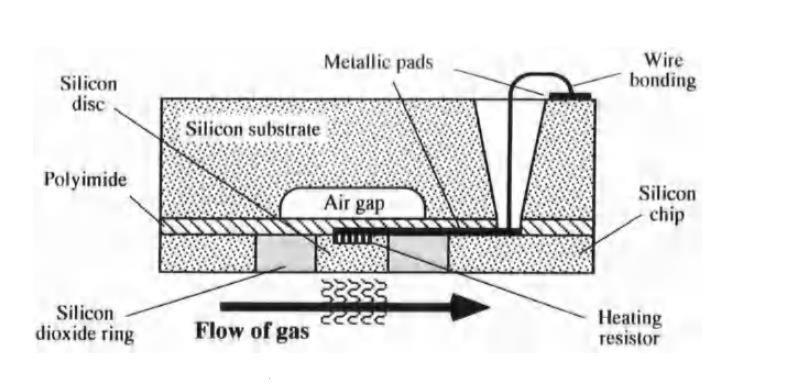 Metallic pads
Wire
bonding
Silicon
disc
Silicon substrate
Polyimide
Air gap
Silicon
chip
Silicon
dioxide ring
Flow of gas
Heating
resistor